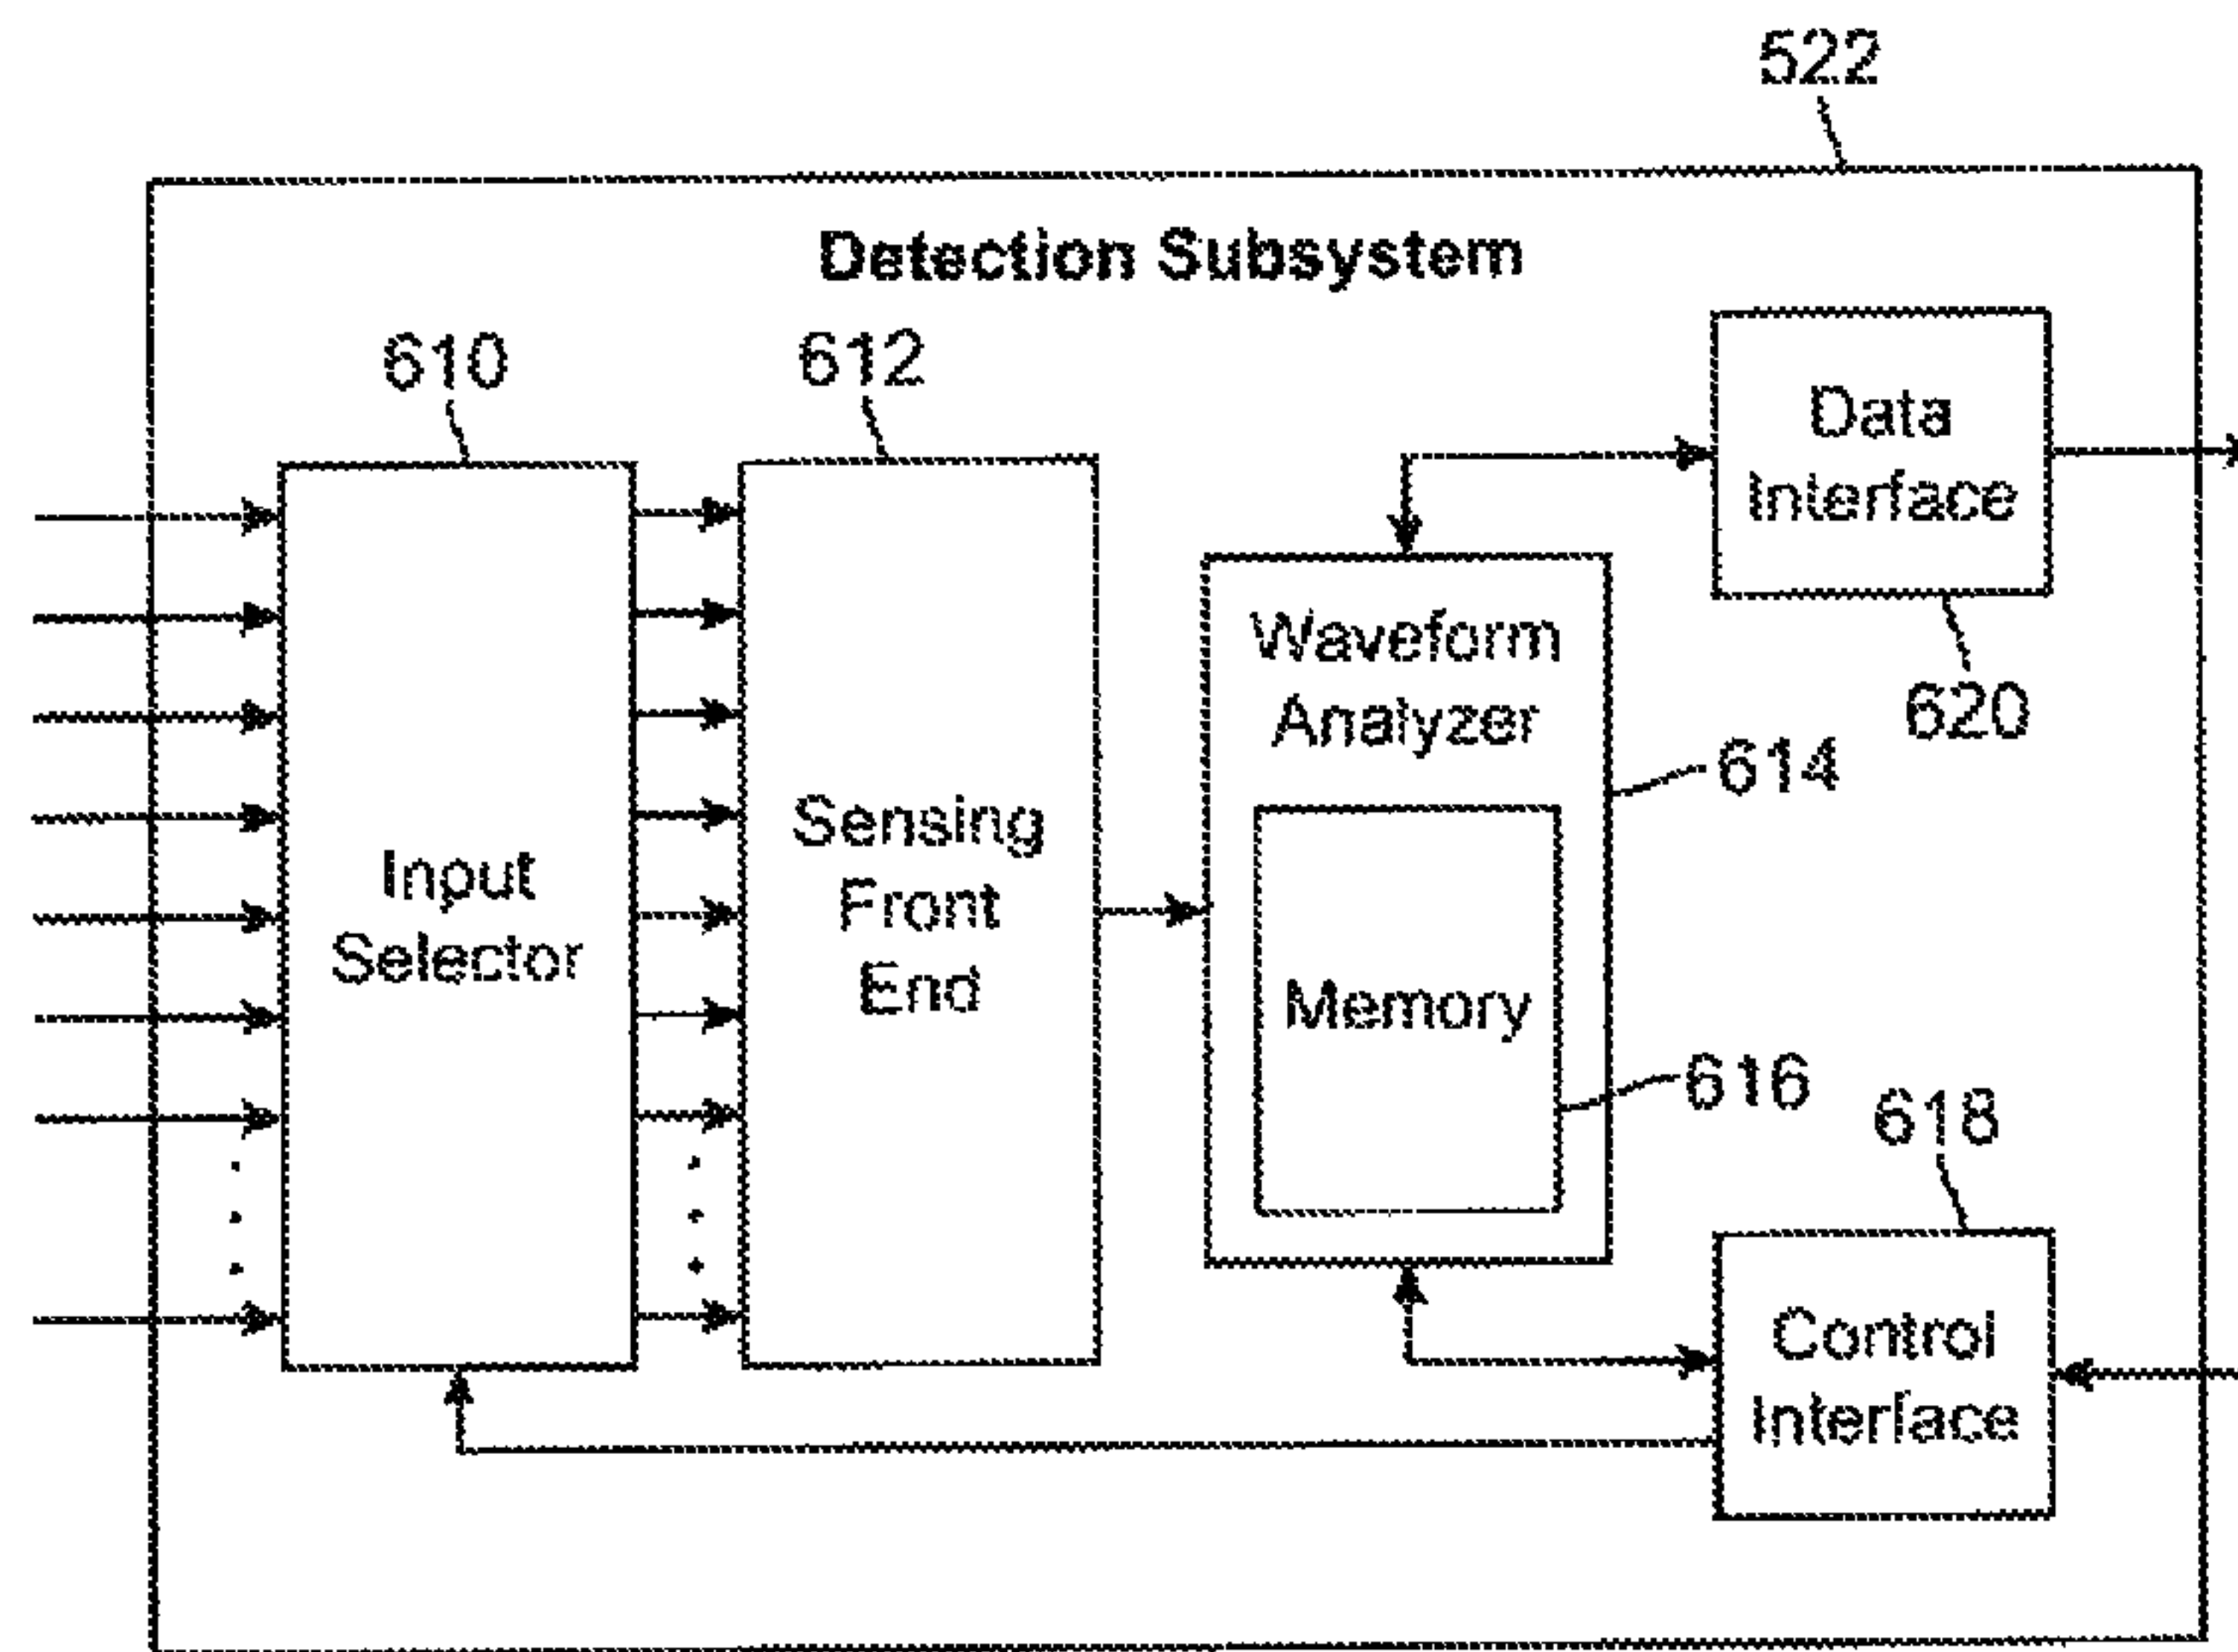 522
Detection Subsystem
610
612
Data
Interface
620
Waveform
Analyzer
614
Sensing
Front
End
Input
Selector
Memory
616
618
Control
Interface